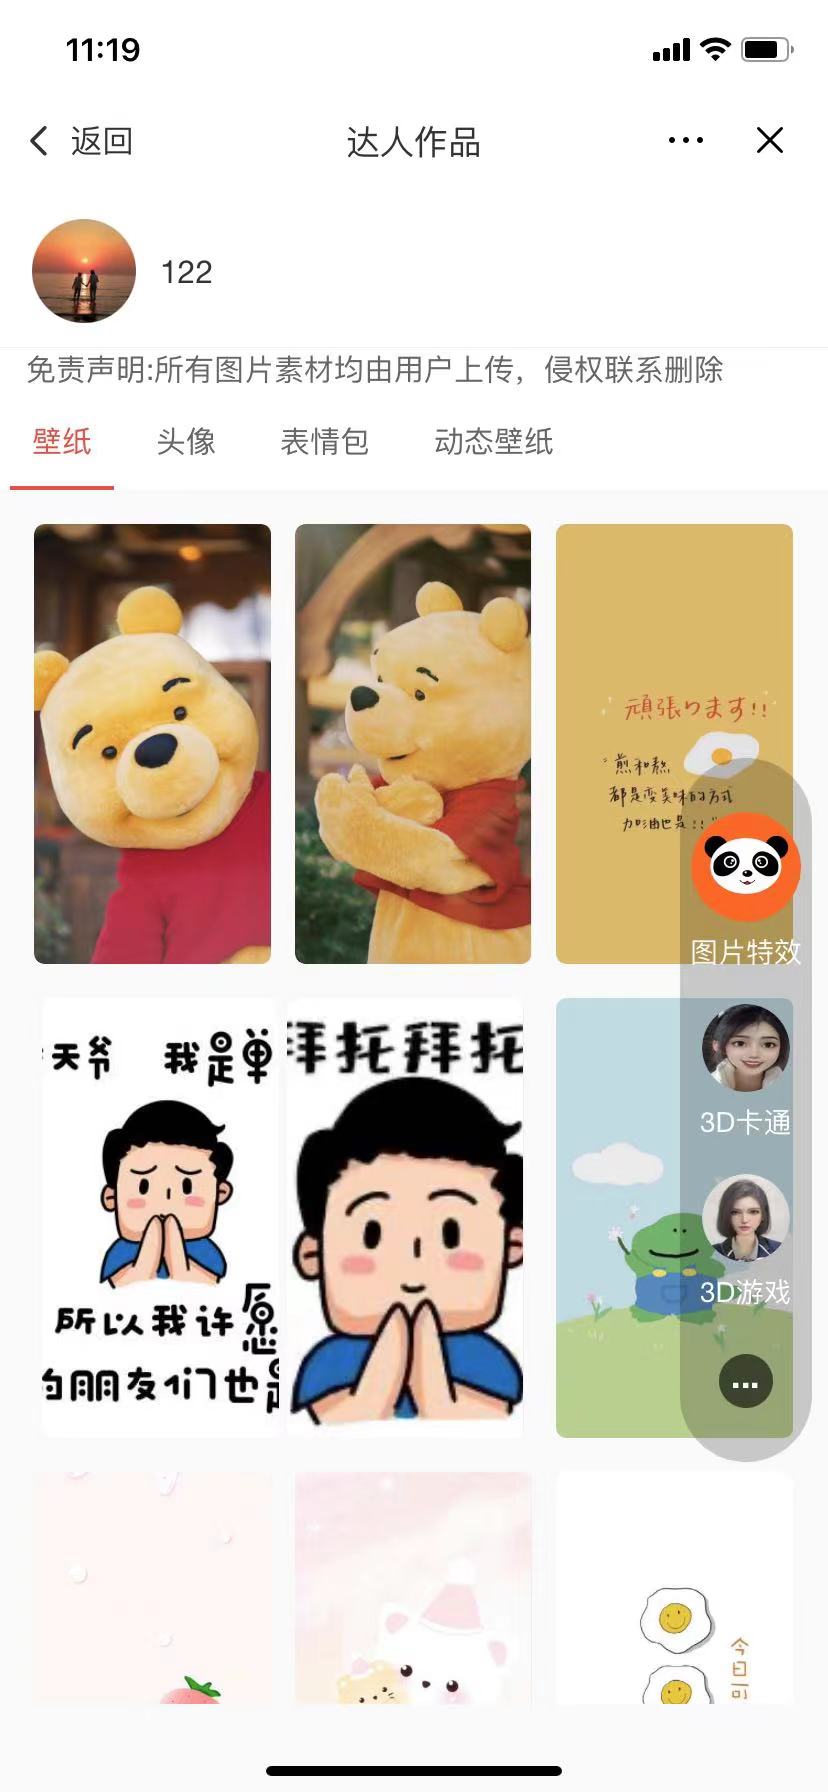 11:19
返回
达人作品
122
免责声明:所有图片素材均由用户上传，侵权联系删除
壁纸
头像
表情包
动态壁纸
頑張ります!!
"煎和熬
都是变美味的方式
加油也是!!"
图片特效
天爷 我是单
拜托拜托
所以我许愿
的朋友们也是
3D卡通
3D游戏
今日可